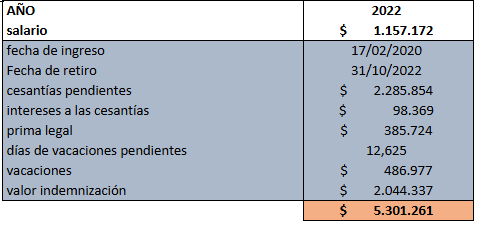 AÑO 2022
salario $ 1.157.172
fecha de ingreso 17/02/2020
Fecha de retiro 31/10/2022
cesantías pendientes $ 2.285.854
intereses a las cesantías $ 98.369
prima legal $ 385.724
días de vacaciones pendientes 12,625
vacaciones $ 486.977
valor indemnización $ 2.044.337
$ 5.301.261